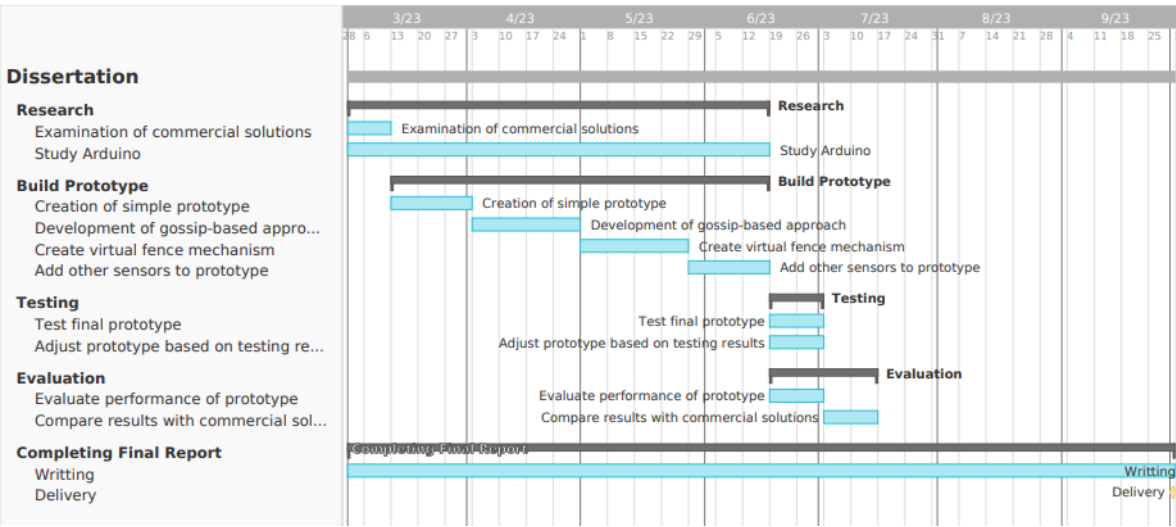 3/23 4/23 5/23 6/23 7/23 8/23 9/23
28 6 13 20 27 3 10 17 24 1 8 15 22 29 5 12 19 26 3 10 17 24 31 7 14 21 28 4 11 18 25
Dissertation
Research Research
Examination of commercial solutions Examination of commercial solutions
Study Arduino Study Arduino
Build Prototype Build Prototype
Creation of simple prototype Creation of simple prototype
Development of gossip-based appro... Development of gossip-based approach
Create virtual fence mechanism Create virtual fence mechanism
Add other sensors to prototype Add other sensors to prototype
Testing Testing
Test final prototype Test final prototype
Adjust prototype based on testing re... Adjust prototype based on testing results
Evaluation Evaluation
Evaluate performance of prototype Evaluate performance of prototype
Compare results with commercial sol... Compare results with commercial solutions
Completing Final Report Completing Final Report
Writting Writting
Delivery Delivery